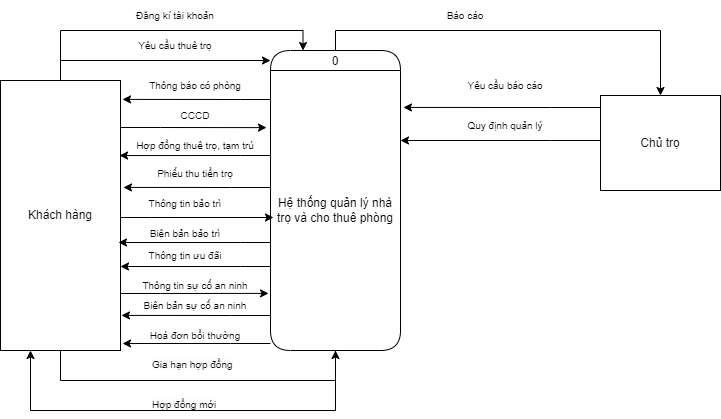 Đăng kí tài khoản
Báo cáo
Yêu cầu thuê trọ
0
Thông báo có phòng
Yêu cầu báo cáo
CCCD
Quy định quản lý
Chủ trọ
Hợp đồng thuê trọ, tạm trú
Phiếu thu tiền trọ
Khách hàng
Thông tin bảo trì
Hệ thống quản lý nhà
trọ và cho thuê phòng
Biên bản bảo trì
Thông tin ưu đãi
Thông tin sự cố an ninh
Biên bản sự cố an ninh
Hoá đơn bồi thường
Gia hạn hợp đồng
Hợp đồng mới